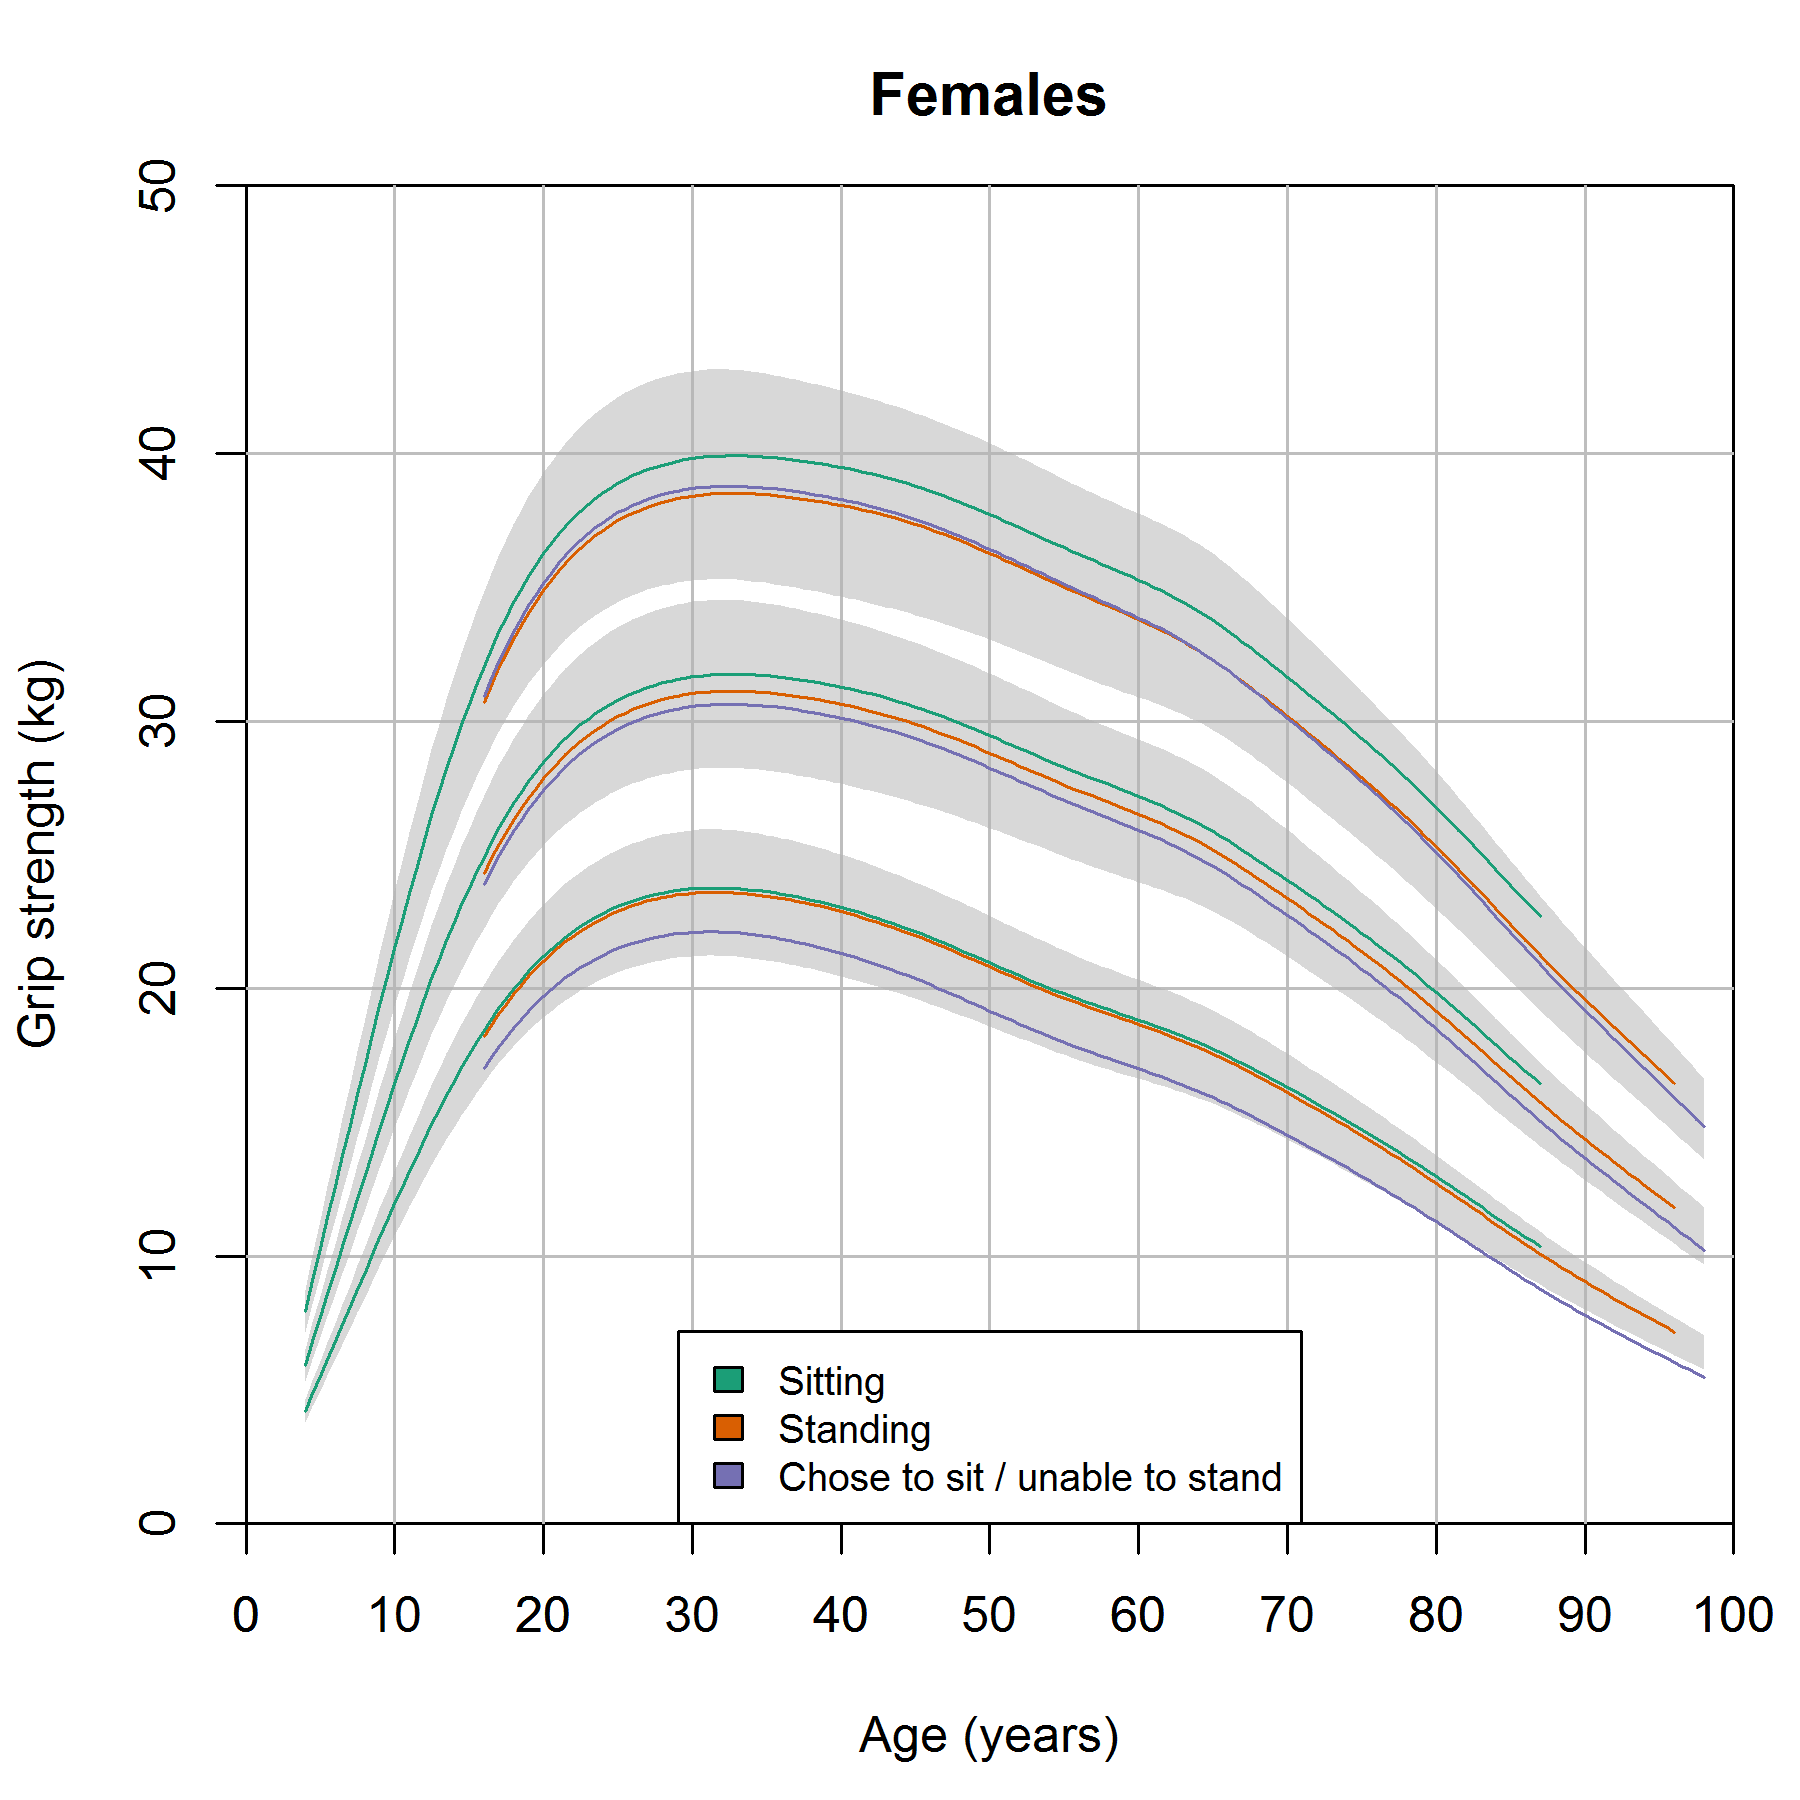 Females
50
40
30
20
10
0
Grip strength (kg)
Sitting
Standing
Chose to sit / unable to stand
0 10 20 30 40 50 60 70 80 90 100
Age (years)